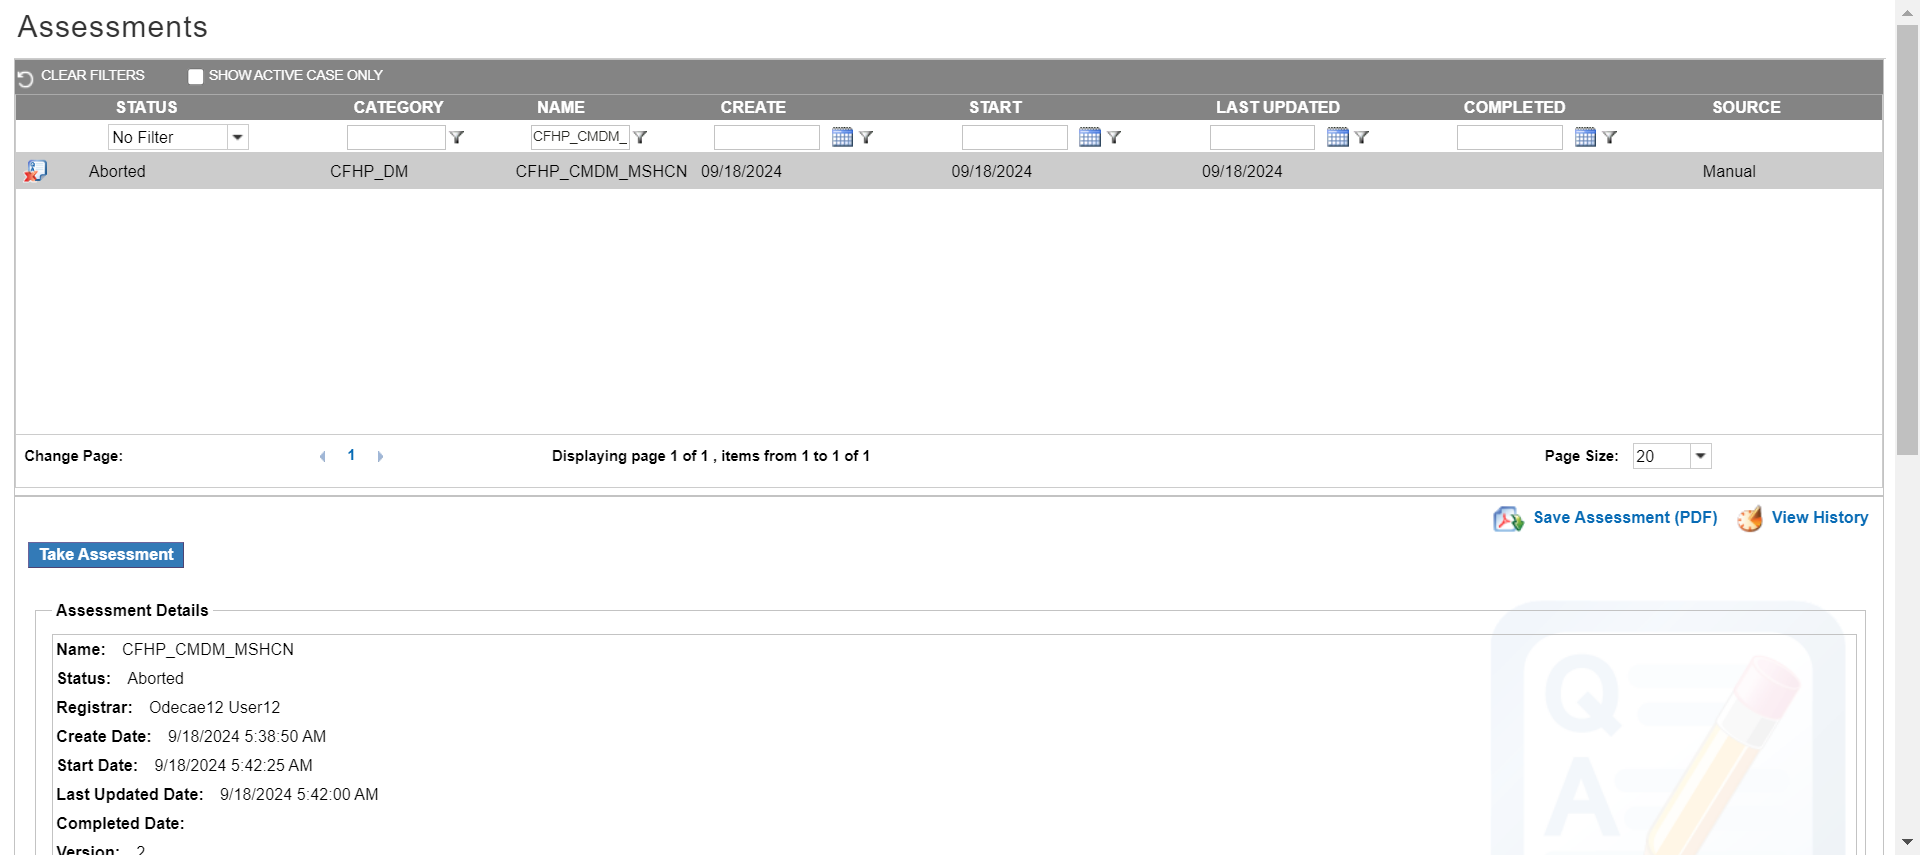 Assessments
CLEAR FILTERS SHOW ACTIVE CASE ONLY
STATUS CATEGORY NAME CREATE START LAST UPDATED COMPLETED SOURCE
No Filter CFHP_CMDM_
Aborted CFHP_DM CFHP_CMDM_MSHCN 09/18/2024 09/18/2024 09/18/2024 Manual
Change Page: 1 Displaying page 1 of 1 , items from 1 to 1 of 1 Page Size: 20
Save Assessment (PDF) View History
Take Assessment
Assessment Details
Name: CFHP_CMDM_MSHCN
Status: Aborted
Registrar: Odecae12 User12
Create Date: 9/18/2024 5:38:50 AM
Start Date: 9/18/2024 5:42:25 AM
Last Updated Date: 9/18/2024 5:42:00 AM
Completed Date:
Version: 2
Q
A